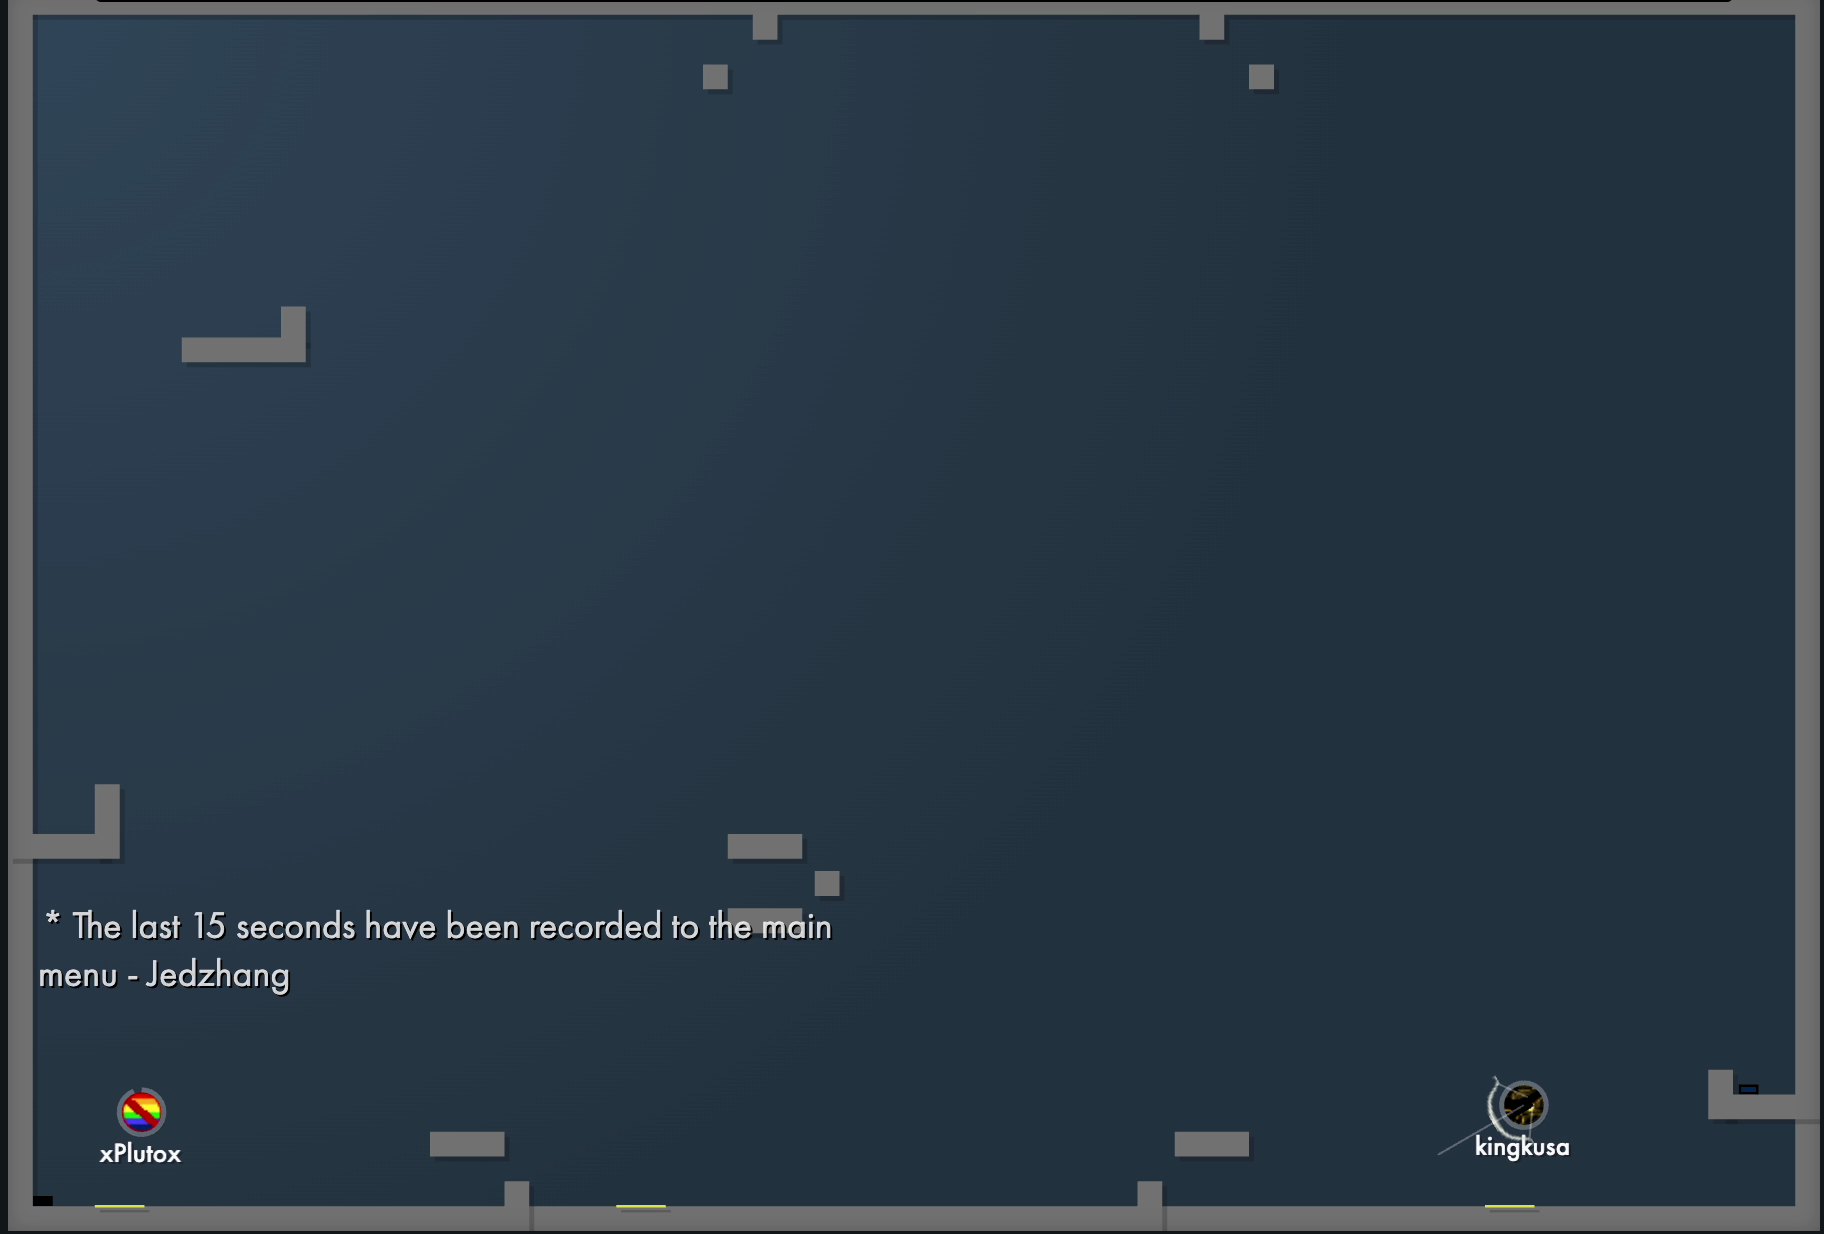 * The last 15 seconds have been recorded to the main
menu - Jedzhang
xPlutox
kingkusa